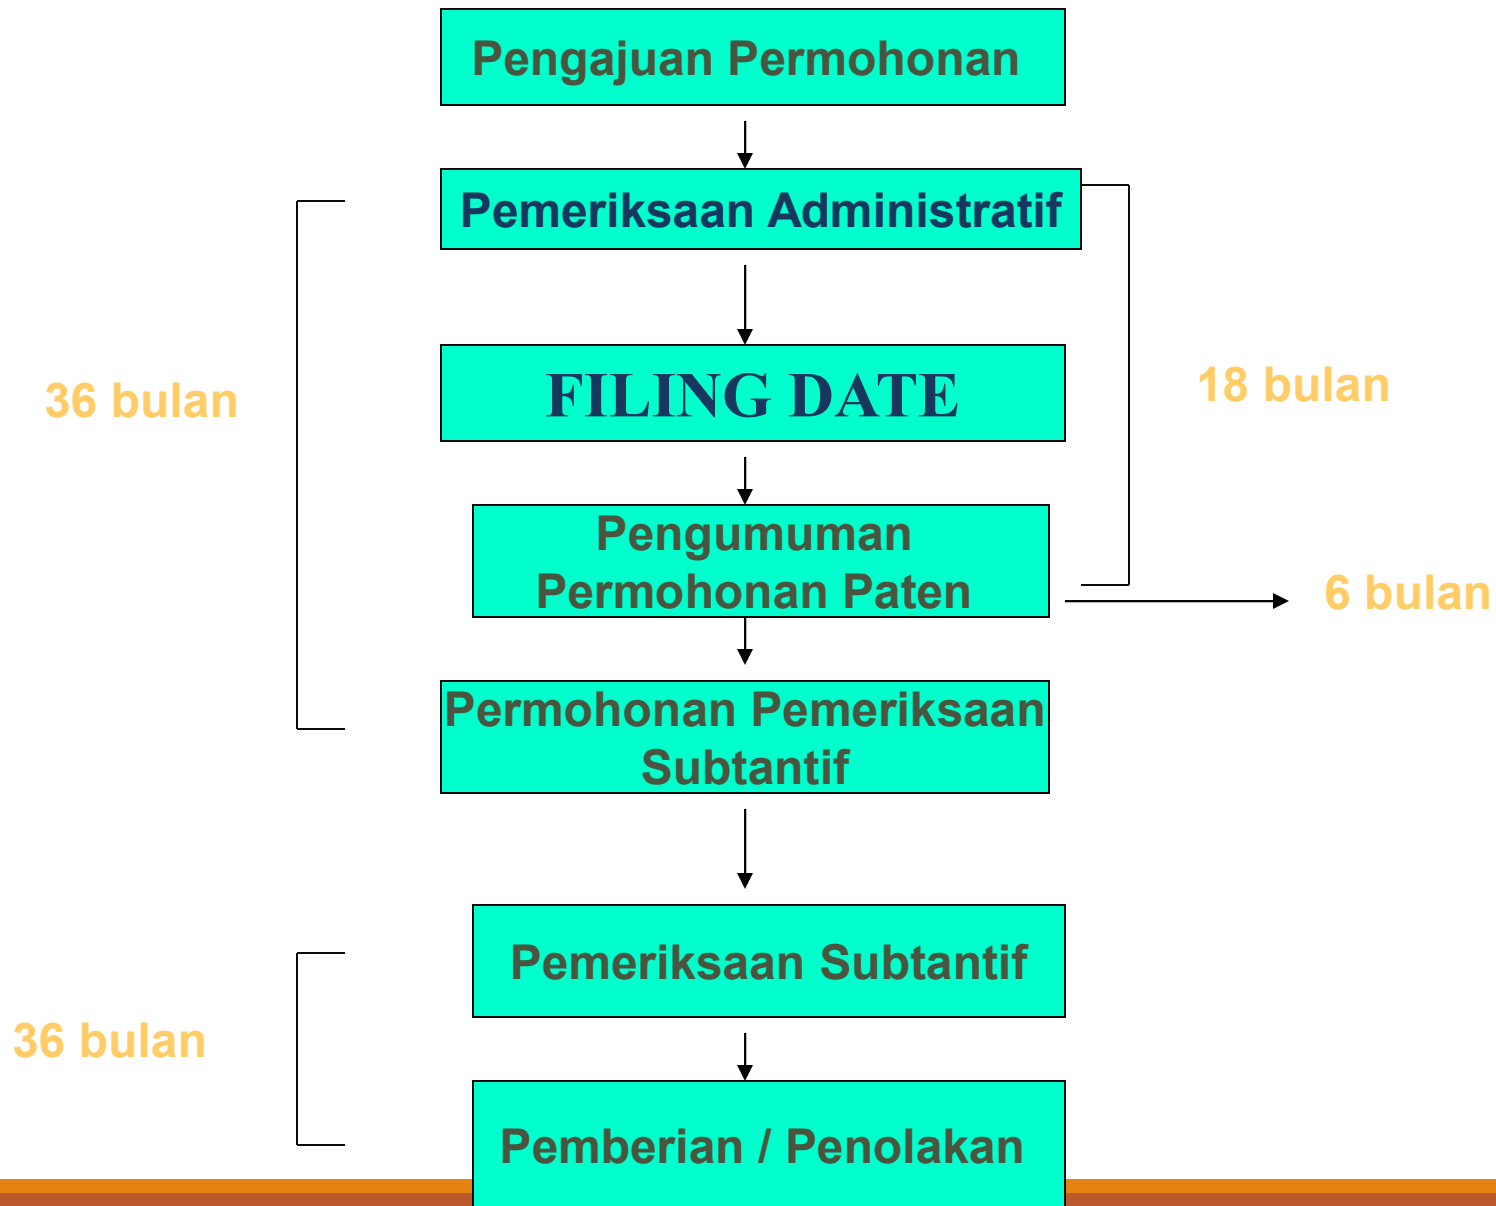 Pengajuan Permohonan
Pemeriksaan Administratif
36 bulan
FILING DATE
18 bulan
Pengumuman
Permohonan Paten
6 bulan
Permohonan Pemeriksaan
Subtantif
Pemeriksaan Subtantif
36 bulan
Pemberian / Penolakan